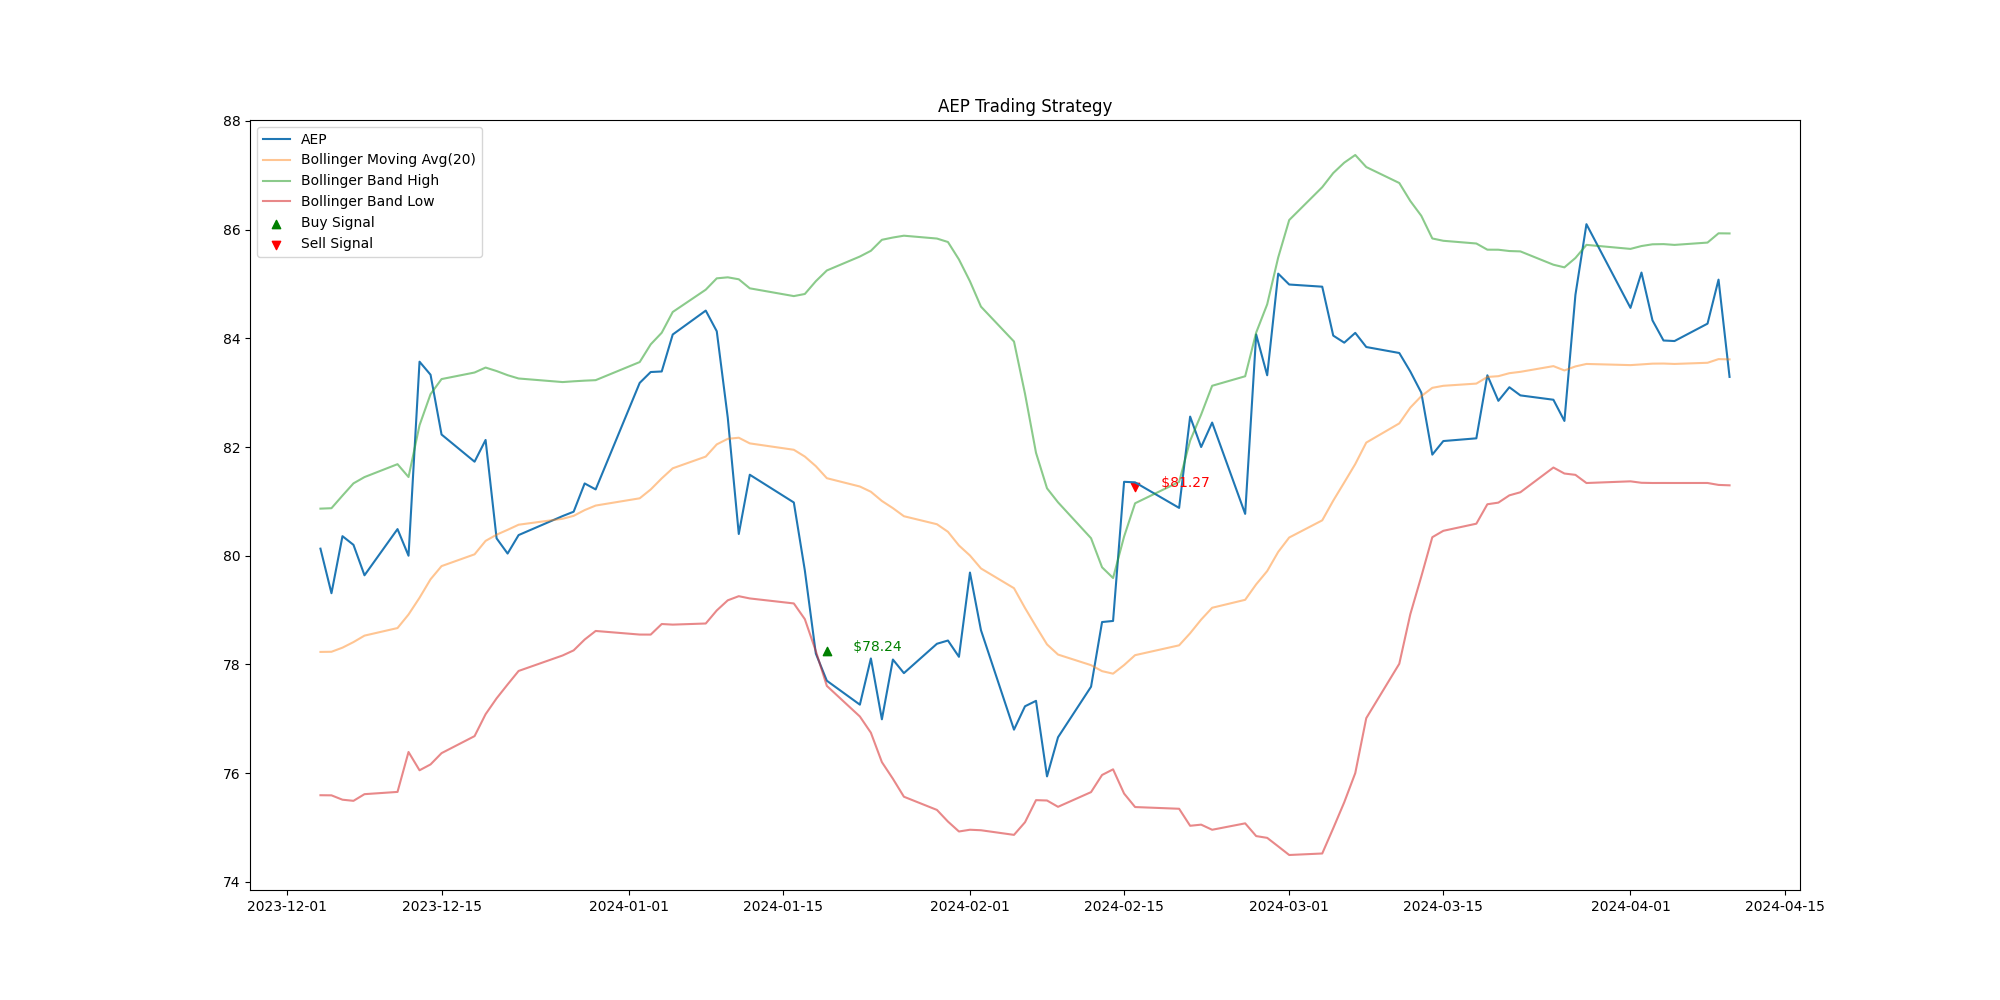 AEP Trading Strategy
88
86
84
82
80
78
76
74
AEP
Bollinger Moving Avg(20)
Bollinger Band High
Bollinger Band Low
Buy Signal
Sell Signal
$81.27
$78.24
2023-12-01 2023-12-15 2024-01-01 2024-01-15 2024-02-01 2024-02-15 2024-03-01 2024-03-15 2024-04-01 2024-04-15